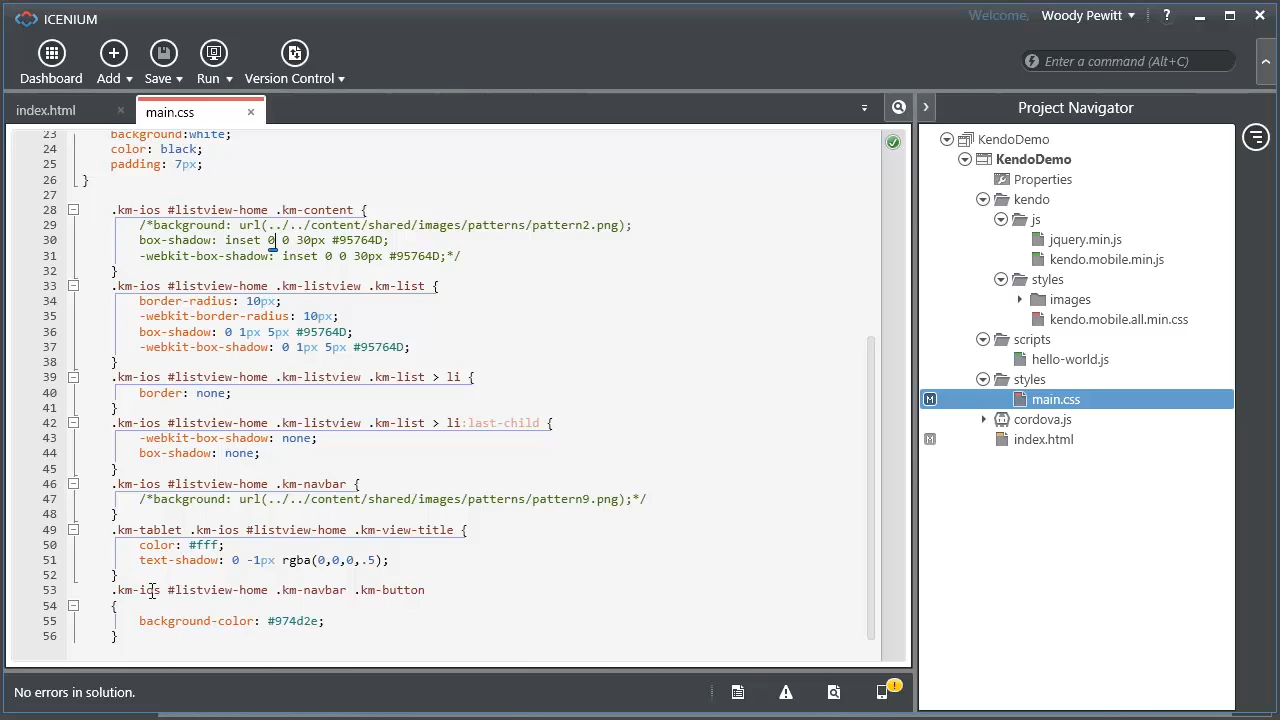 ICENIUM
Welcome, Woody Pewitt ?
Dashboard Add Save Run Version Control
Enter a command (Alt+C)
index.html × main.css ×
Project Navigator
23 background:white;
24 color: black;
25 padding: 7px;
26 }
27
28 .km-ios #listview-home .km-content {
29 /*background: url(../../content/shared/images/patterns/pattern2.png);
30 box-shadow: inset 0 0 30px #95764D;
31 -webkit-box-shadow: inset 0 0 30px #95764D;*/
32 }
33 .km-ios #listview-home .km-listview .km-list {
34 border-radius: 10px;
35 -webkit-border-radius: 10px;
36 box-shadow: 0 1px 5px #95764D;
37 -webkit-box-shadow: 0 1px 5px #95764D;
38 }
39 .km-ios #listview-home .km-listview .km-list > li {
40 border: none;
41 }
42 .km-ios #listview-home .km-listview .km-list > li:last-child {
43 -webkit-box-shadow: none;
44 box-shadow: none;
45 }
46 .km-ios #listview-home .km-navbar {
47 /*background: url(../../content/shared/images/patterns/pattern9.png);*/
48 }
49 .km-tablet .km-ios #listview-home .km-view-title {
50 color: #fff;
51 text-shadow: 0 -1px rgba(0,0,0,.5);
52 }
53 .km-ios #listview-home .km-navbar .km-button
54 {
55 background-color: #974d2e;
56 }
KendoDemo
KendoDemo
Properties
kendo
js
jquery.min.js
kendo.mobile.min.js
styles
images
kendo.mobile.all.min.css
scripts
hello-world.js
styles
M main.css
cordova.js
M index.html
No errors in solution.
!